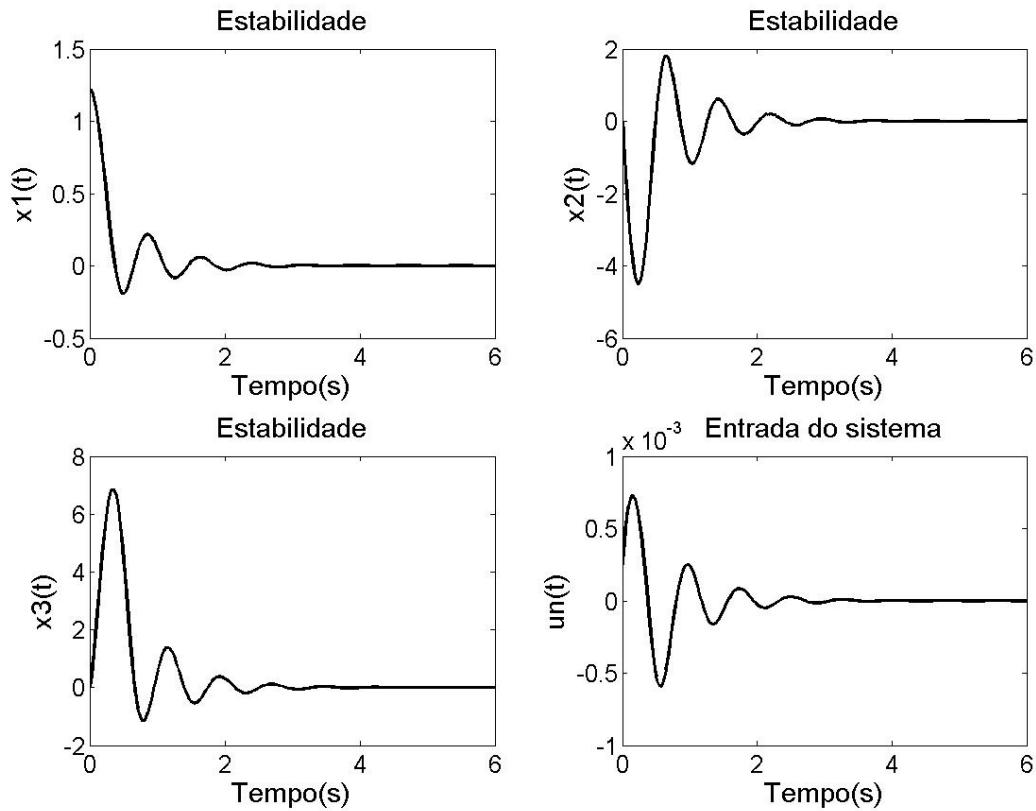 Estabilidade
1.5
1
0.5
0
-0.5
0
2
4
6
x1(t)
Tempo(s)
Estabilidade
2
0
-2
-4
-6
0
2
4
6
x2(t)
Tempo(s)
Estabilidade
8
6
4
2
0
-2
0
2
4
6
x3(t)
Tempo(s)
x 10^-3
Entrada do sistema
1
0.5
0
-0.5
-1
0
2
4
6
un(t)
Tempo(s)